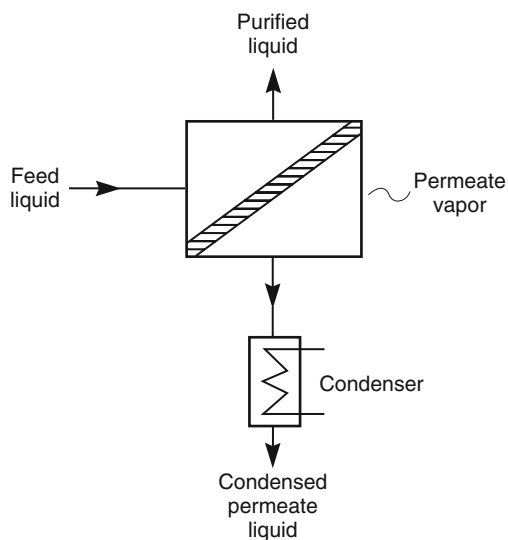 Purified
liquid
Feed
liquid
Permeate
vapor
Condenser
Condensed
permeate
liquid